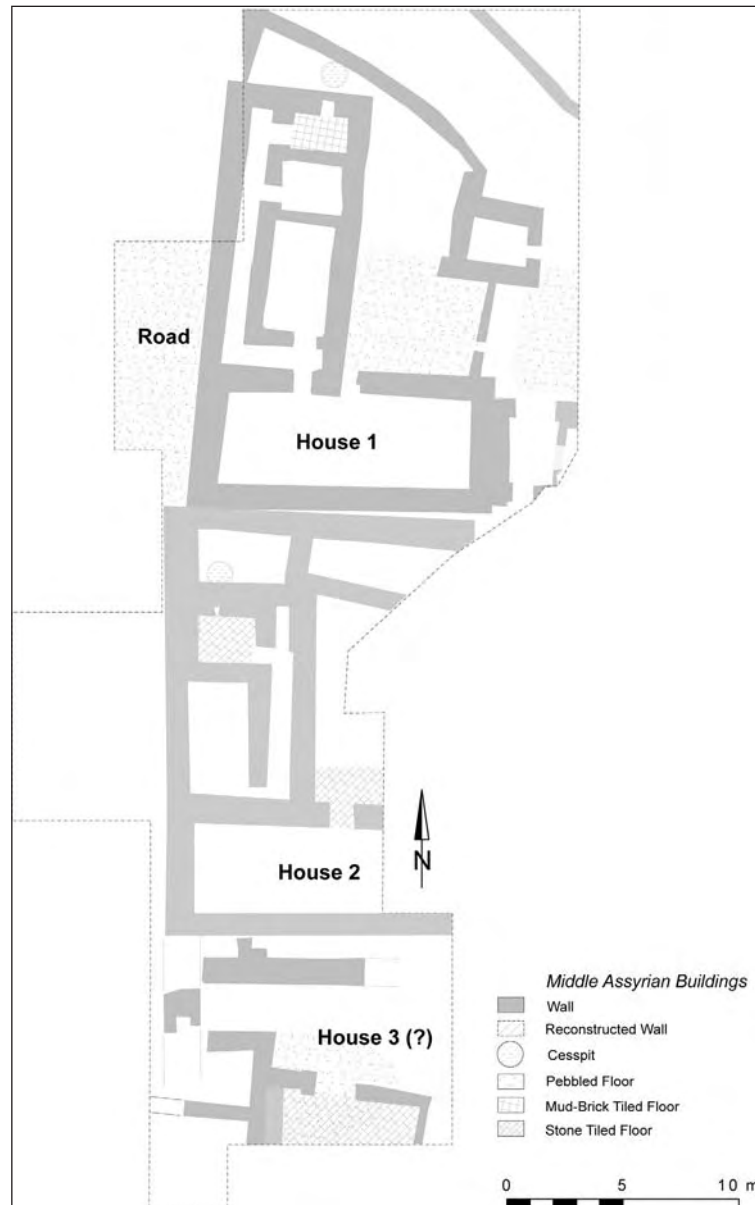 Road
House 1
House 2
N
House 3 (?)
Middle Assyrian Buildings
Wall
Reconstructed Wall
Cesspit
Pebbled Floor
Mud-Brick Tiled Floor
Stone Tiled Floor
0 5 10 m